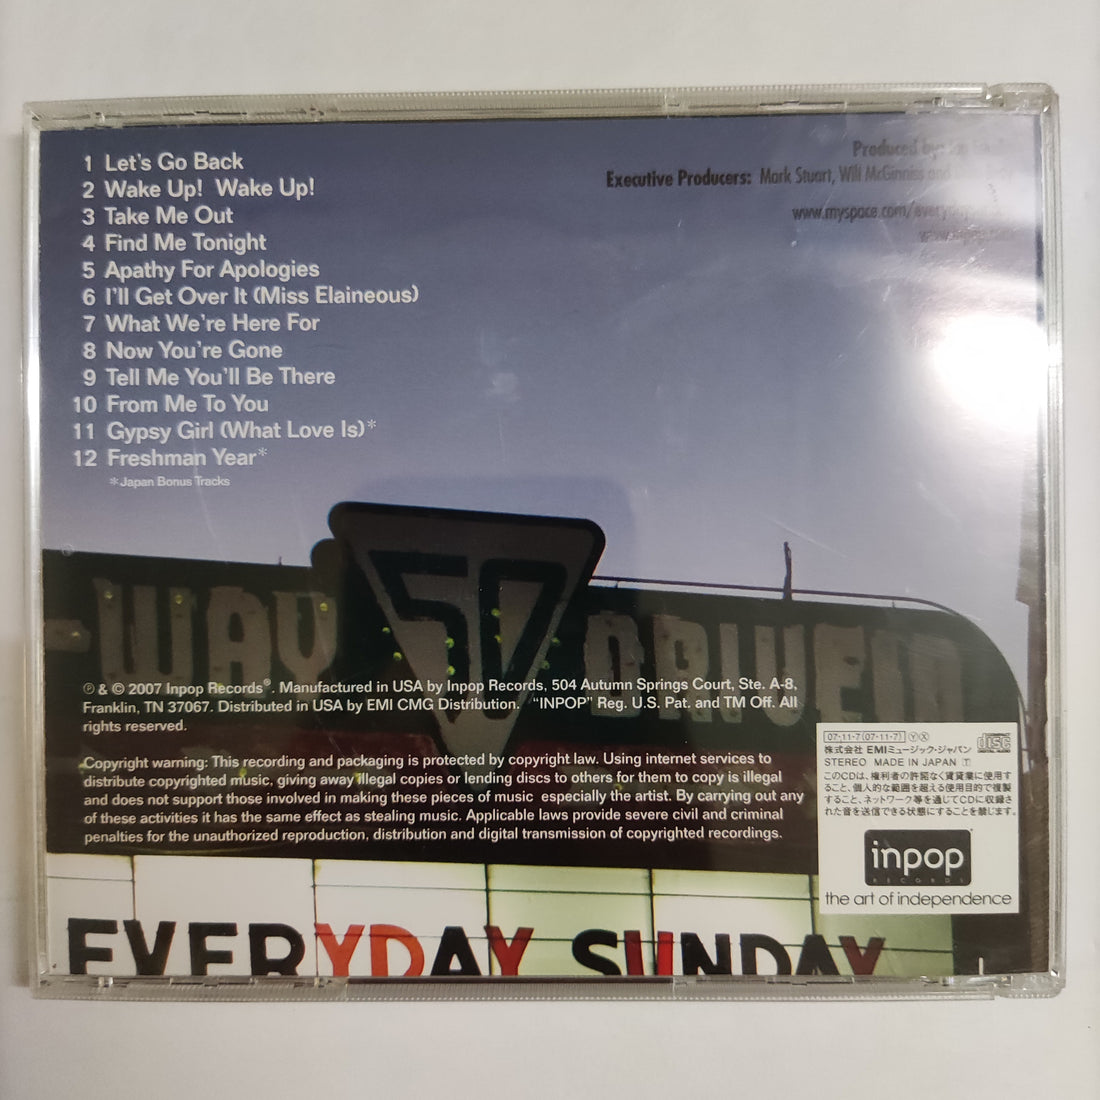 1 Let's Go Back
2 Wake Up! Wake Up!
3 Take Me Out
4 Find Me Tonight
5 Apathy For Apologies
6 I'll Get Over It (Miss Elaineous)
7 What We're Here For
8 Now You're Gone
9 Tell Me You'll Be There
10 From Me To You
11 Gypsy Girl (What Love Is)*
12 Freshman Year*
*Japan Bonus Tracks
Produced by:
Executive Producers: Mark Stuart, Will McGinniss and
www.myspace.com/
-WAY 50 DRIVEIN
℗ & © 2007 Inpop Records®. Manufactured in USA by Inpop Records, 504 Autumn Springs Court, Ste. A-8,
Franklin, TN 37067. Distributed in USA by EMI CMG Distribution. "INPOP" Reg. U.S. Pat. and TM Off. All
rights reserved.
Copyright warning: This recording and packaging is protected by copyright law. Using internet services to
distribute copyrighted music, giving away illegal copies or lending discs to others for them to copy is illegal
and does not support those involved in making these pieces of music especially the artist. By carrying out any
of these activities it has the same effect as stealing music. Applicable laws provide severe civil and criminal
penalties for the unauthorized reproduction, distribution and digital transmission of copyrighted recordings.
07·11·7(07·11·7) Ⓨ Ⓧ
株式会社 EMIミュージック・ジャパン
COMPACT disc
STEREO MADE IN JAPAN T
このCDは、権利者の許諾なく賃貸業に使用す
ること、個人的な範囲を超える使用目的で複製
すること、ネットワーク等を通じてCDに収録さ
れた音を送信できる状態にすることを禁じます。
inpop
RECORDS
the art of independence
EVERYDAY SUNDAY